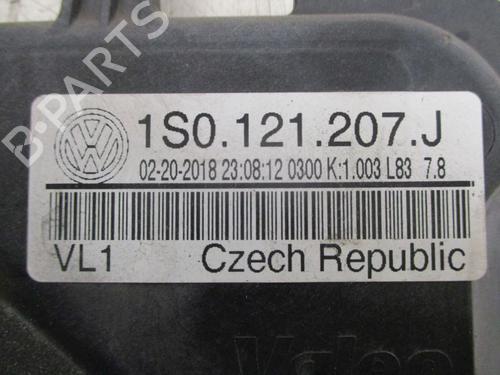 B-PARTS
1S0.121.207.J
02-20-2018 23:08:12 0300 K:1.003 L83 7.8
VL1 Czech Republic
Valeo